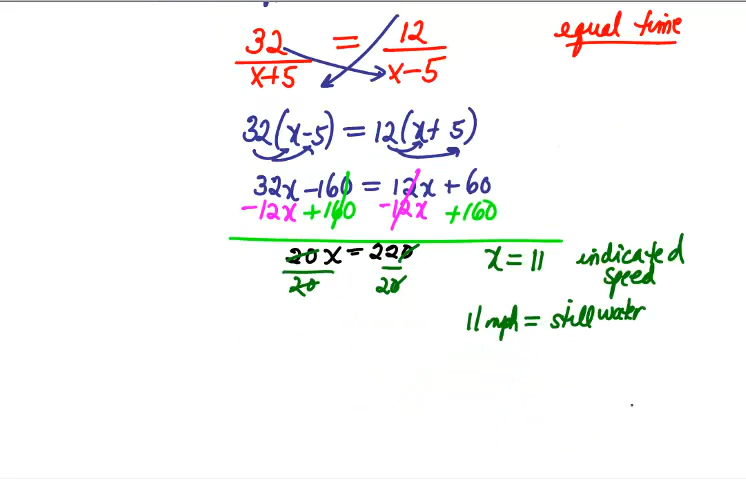 equal time
32/x+5 = 12/x-5
32(x-5) = 12(x+5)
32x -160 = 12x +60
-12x +160 -12x +160
20x = 220
20 20
x = 11 indicated speed
11 mph = still water